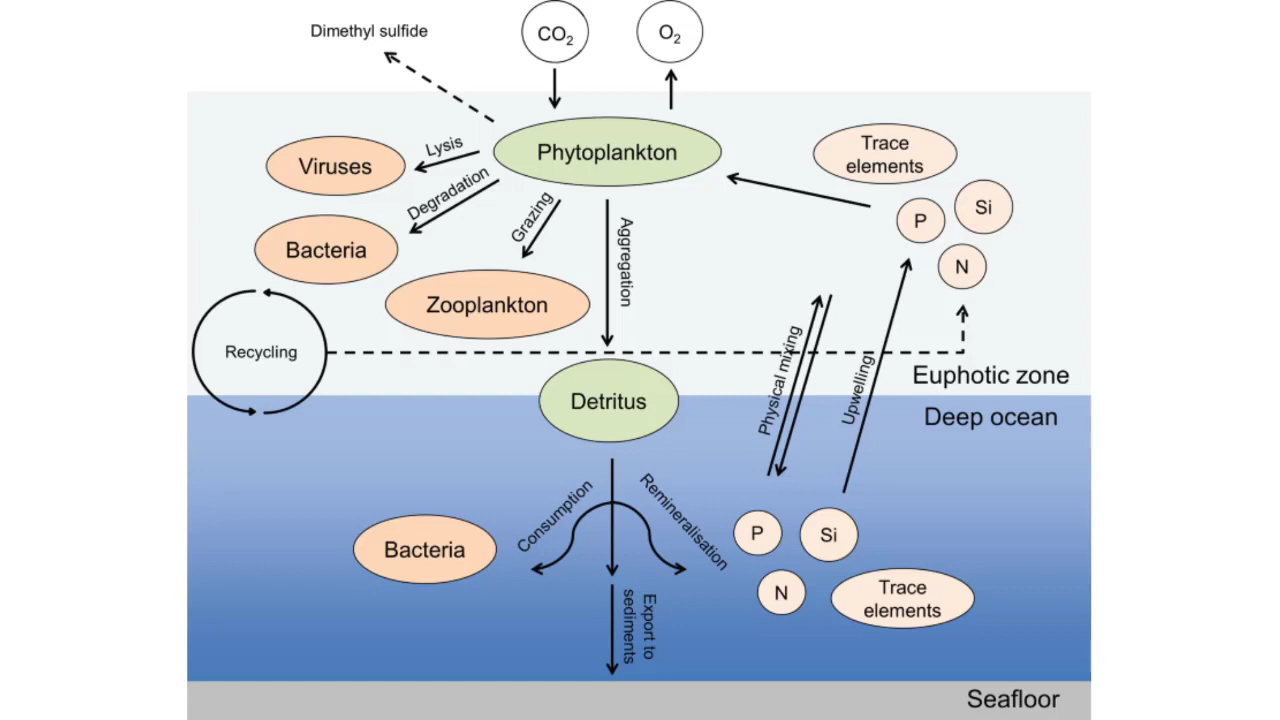 Dimethyl sulfide
CO₂
O₂
Phytoplankton
Trace
elements
Viruses
Lysis
Degradation
Grazing
Aggregation
P
Si
N
Bacteria
Zooplankton
Recycling
Physical mixing
Upwelling
Euphotic zone
Detritus
Deep ocean
Consumption
Remineralisation
Bacteria
P
Si
N
Trace
elements
Export to
sediments
Seafloor